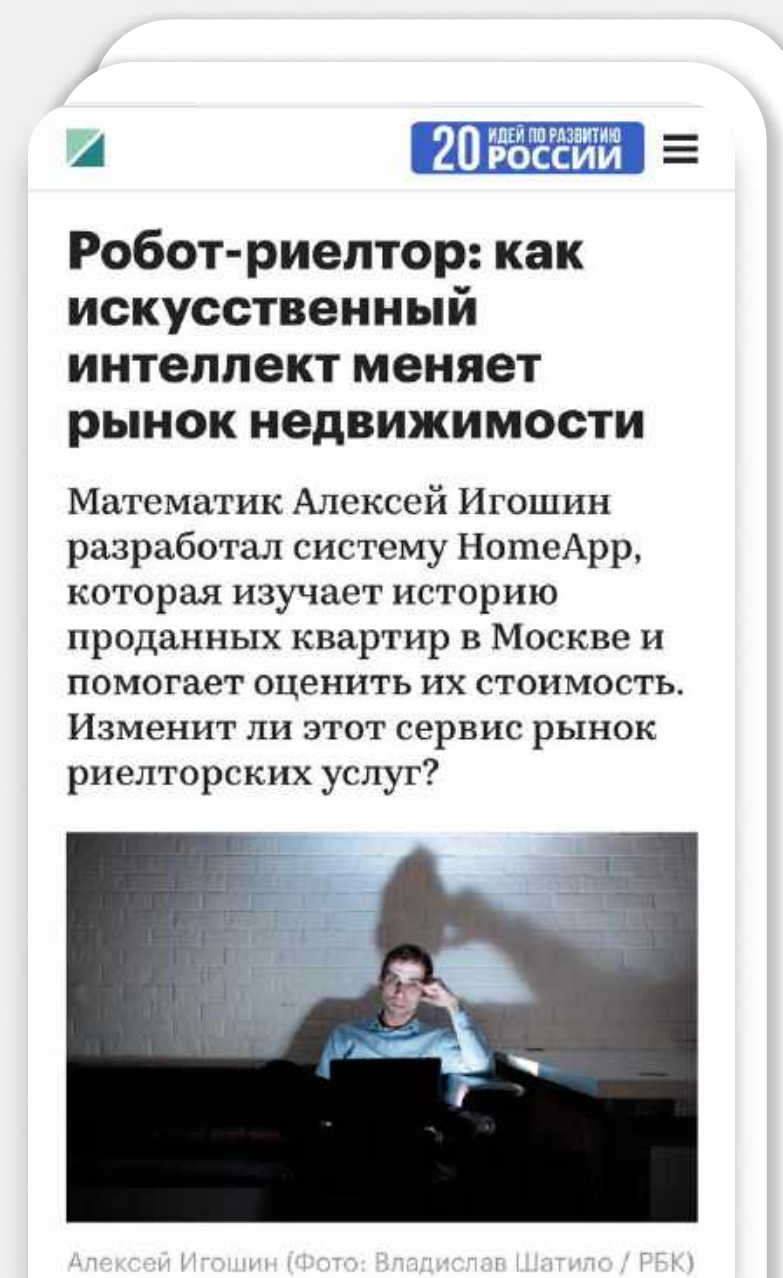 20 ИДЕЙ ПО РАЗВИТИЮ
РОССИИ
Робот-риелтор: как
искусственный
интеллект меняет
рынок недвижимости
Математик Алексей Игошин
разработал систему HomeApp,
которая изучает историю
проданных квартир в Москве и
помогает оценить их стоимость.
Изменит ли этот сервис рынок
риелторских услуг?
Алексей Игошин (Фото: Владислав Шатило / РБК)